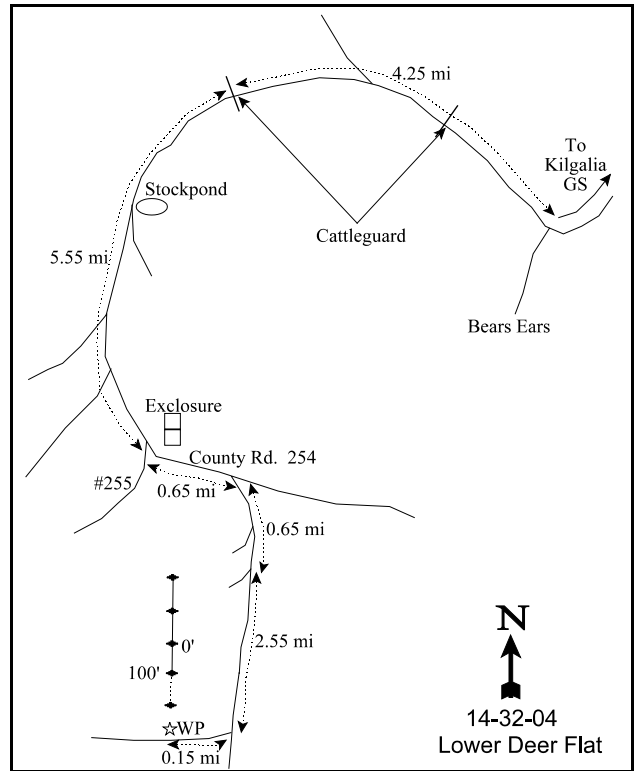 4.25 mi
To
Kilgalia
GS
Stockpond
Cattleguard
5.55 mi
Bears Ears
Exclosure
County Rd. 254
#255
0.65 mi
0.65 mi
N
2.55 mi
0'
100'
WP
0.15 mi
14-32-04
Lower Deer Flat